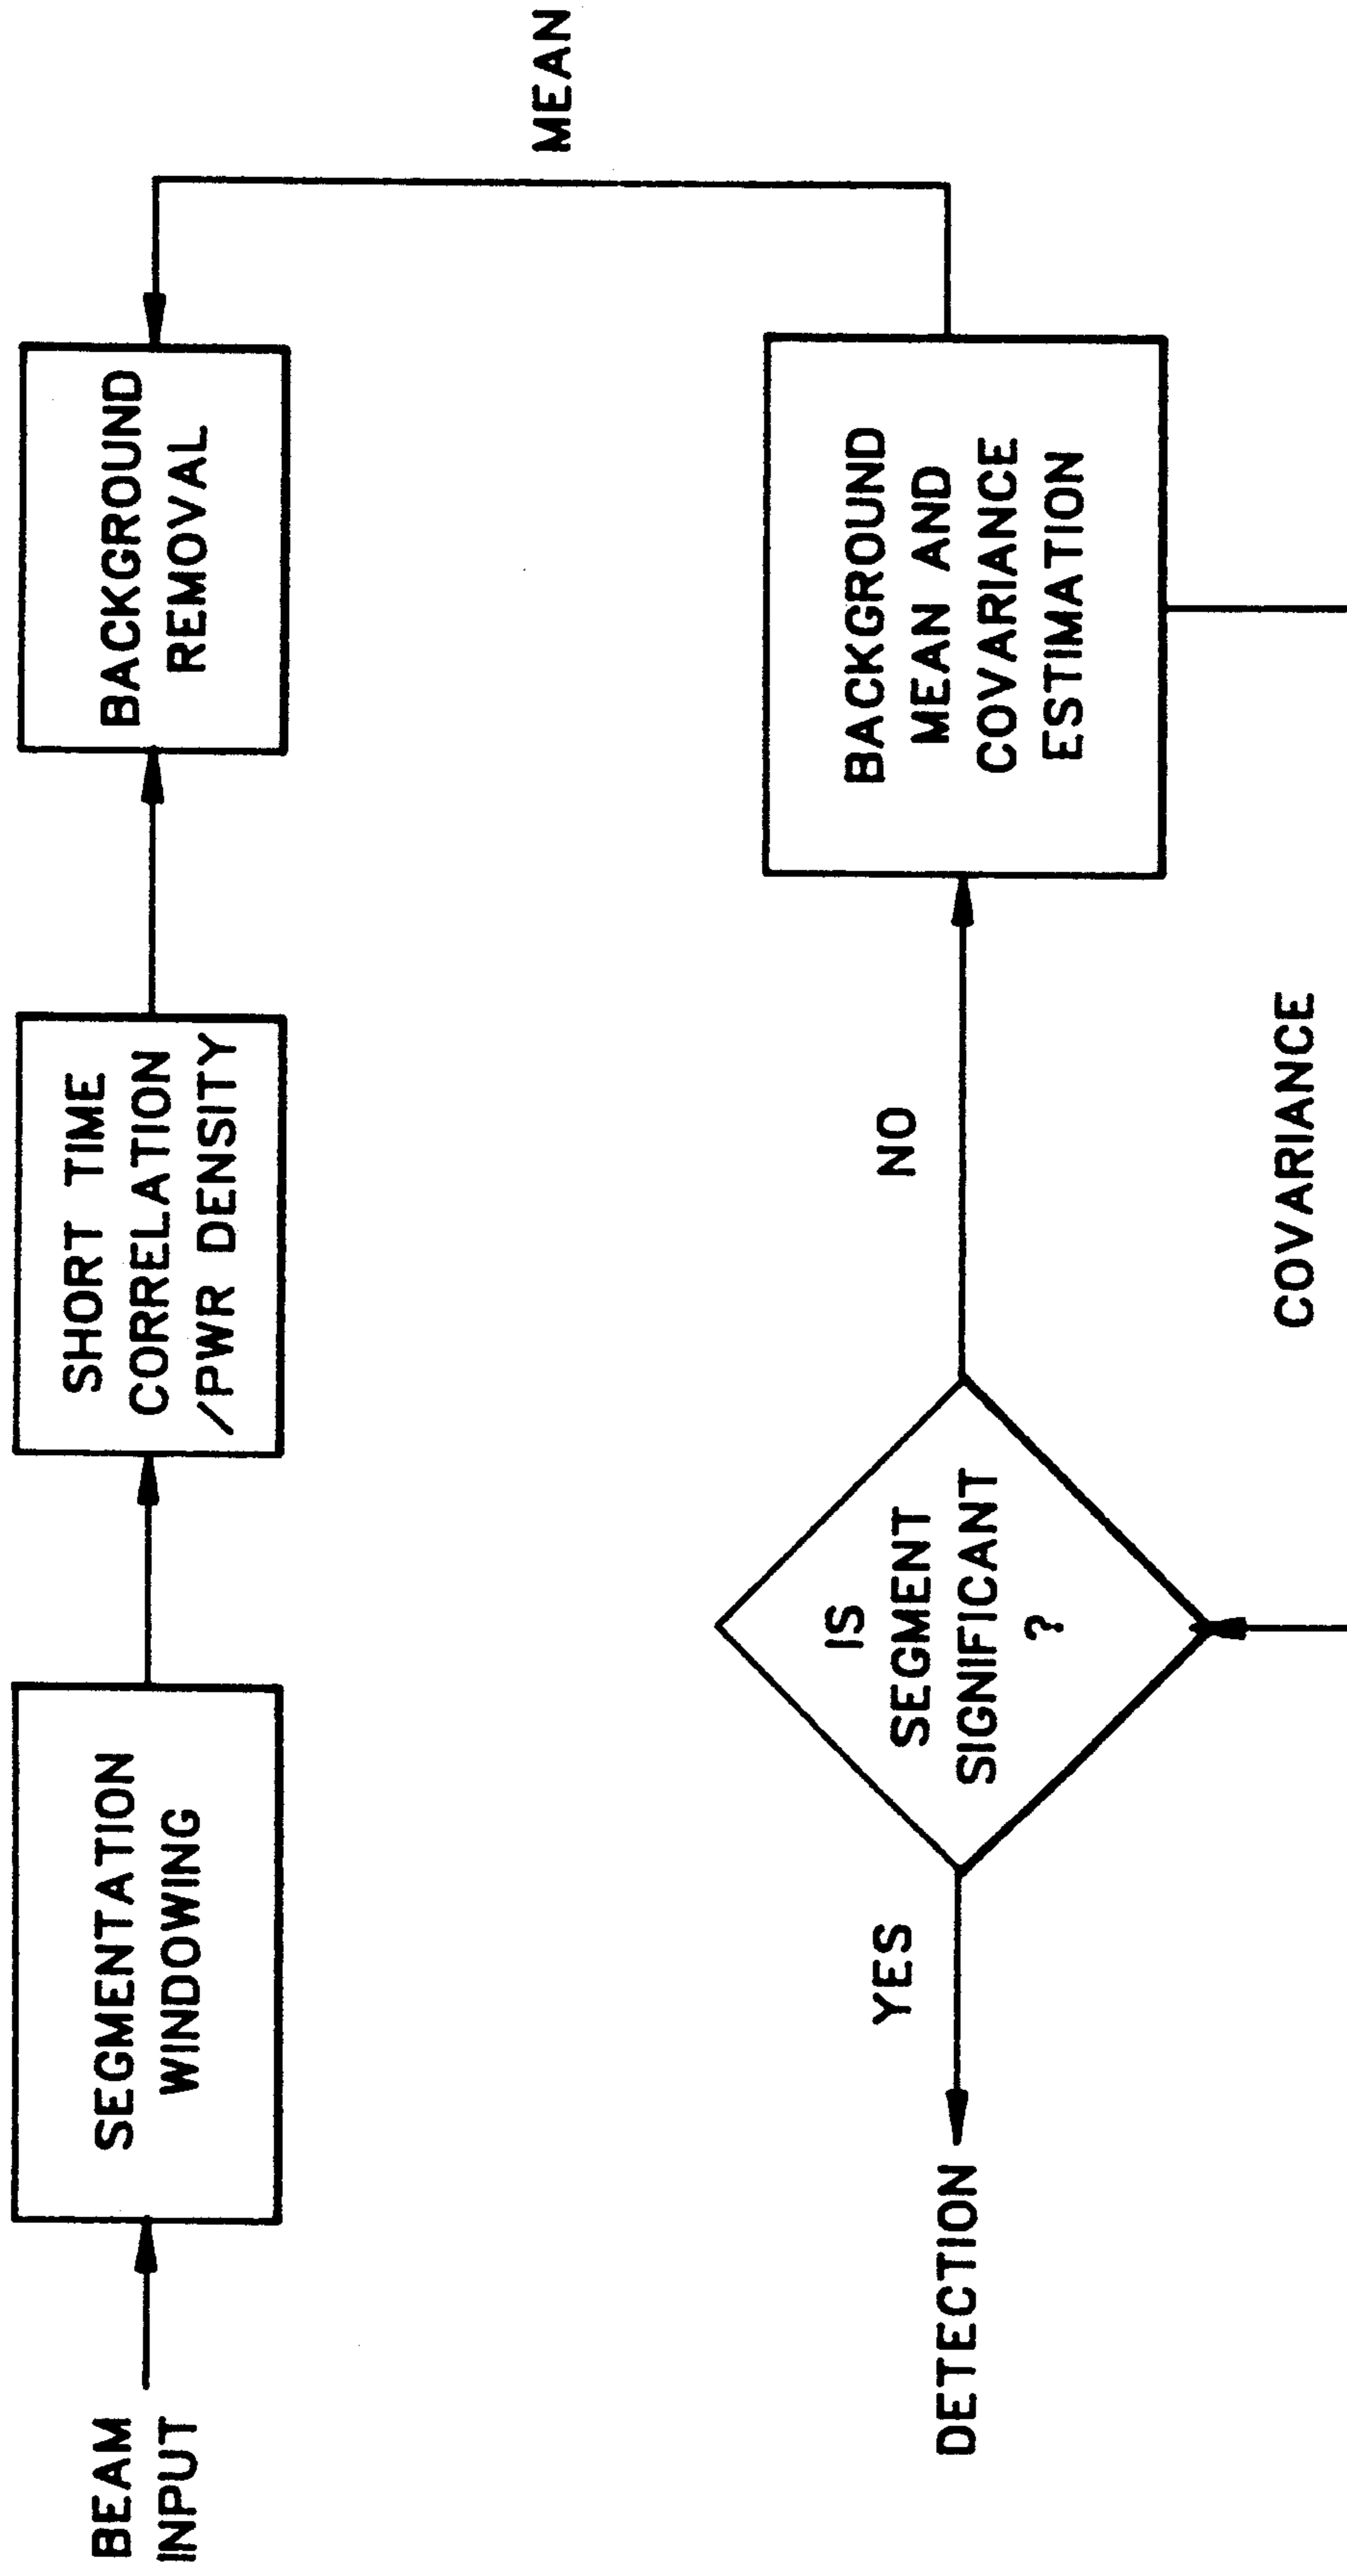 BEAM
INPUT
SEGMENTATION
WINDOWING
SHORT TIME
CORRELATION
/PWR DENSITY
BACKGROUND
REMOVAL
MEAN
DETECTION
YES
IS
SEGMENT
SIGNIFICANT
?
NO
BACKGROUND
MEAN AND
COVARIANCE
ESTIMATION
COVARIANCE